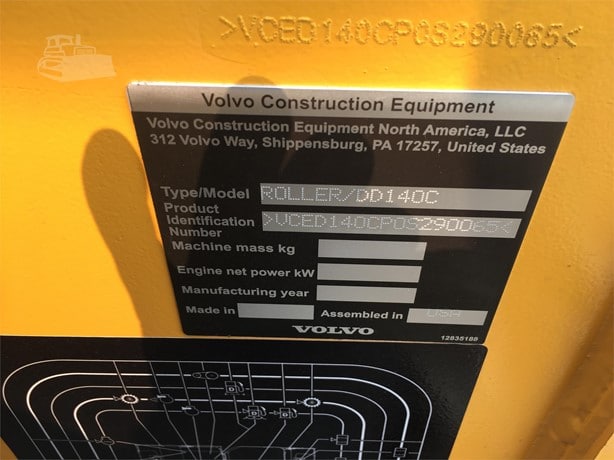 >VCED140CP0S290065<
Volvo Construction Equipment
Volvo Construction Equipment North America, LLC
312 Volvo Way, Shippensburg, PA 17257, United States
Type/Model ROLLER/DD140C
Product
Identification
Number >VCED140CP0S290065<
Machine mass kg
Engine net power kW
Manufacturing year
Made in Assembled in USA
VOLVO
12835188